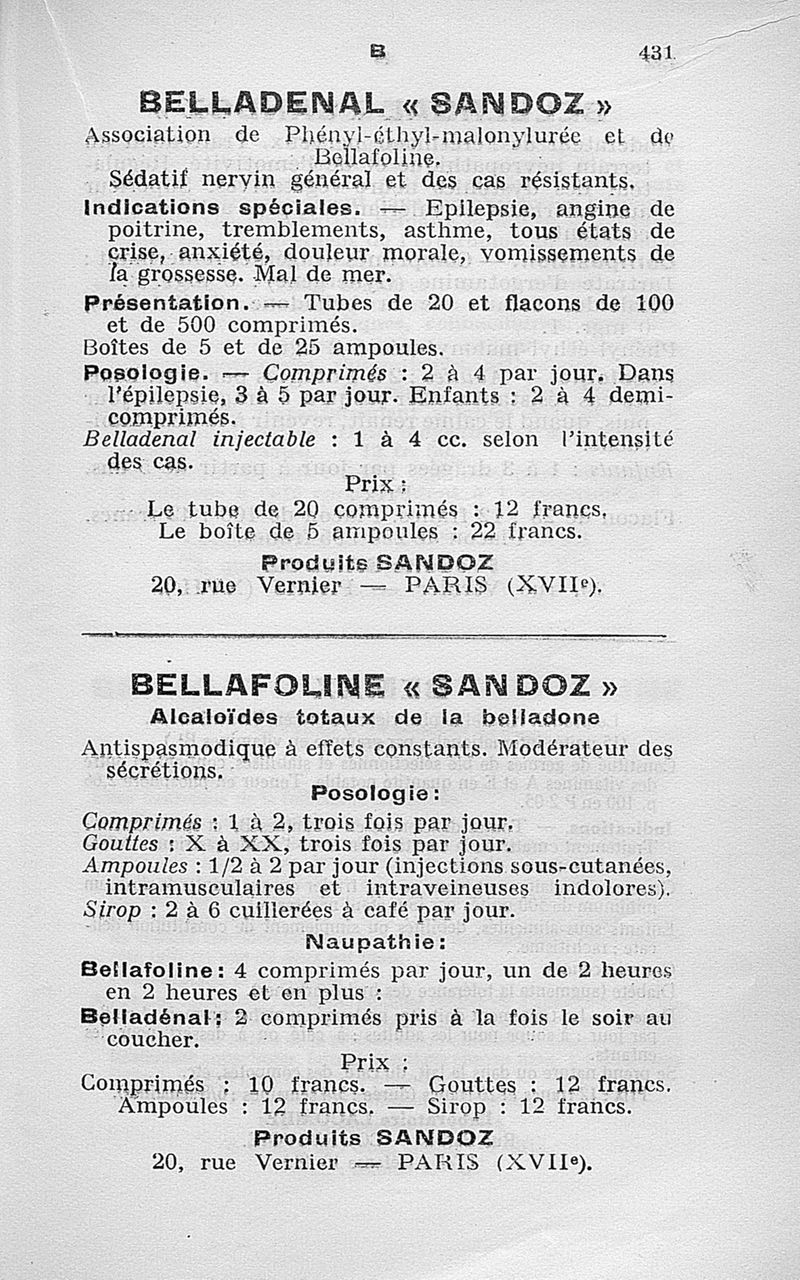 B 431
BELLADENAL « SANDOZ »
Association de Phényl-éthyl-malonylurée et de
Bellafoline.
Sédatif nervin général et des cas résistants.
Indications spéciales. — Epilepsie, angine de
poitrine, tremblements, asthme, tous états de
crise, anxiété, douleur morale, vomissements de
la grossesse. Mal de mer.
Présentation. — Tubes de 20 et flacons de 100
et de 500 comprimés.
Boîtes de 5 et de 25 ampoules.
Posologie. — Comprimés : 2 à 4 par jour. Dans
l'épilepsie, 3 à 5 par jour. Enfants : 2 à 4 demi-
comprimés.
Belladenal injectable : 1 à 4 cc. selon l'intensité
des cas.
Prix :
Le tube de 20 comprimés : 12 francs.
Le boîte de 5 ampoules : 22 francs.
Produits SANDOZ
20, rue Vernier — PARIS (XVIIe).
BELLAFOLINE « SANDOZ »
Alcaloïdes totaux de la belladone
Antispasmodique à effets constants. Modérateur des
sécrétions.
Posologie :
Comprimés : 1 à 2, trois fois par jour.
Gouttes : X à XX, trois fois par jour.
Ampoules : 1/2 à 2 par jour (injections sous-cutanées,
intramusculaires et intraveineuses indolores).
Sirop : 2 à 6 cuillerées à café par jour.
Naupathie :
Bellafoline : 4 comprimés par jour, un de 2 heures
en 2 heures et en plus :
Belladénal : 2 comprimés pris à la fois le soir au
coucher.
Prix :
Comprimés : 10 francs. — Gouttes : 12 francs.
Ampoules : 12 francs. — Sirop : 12 francs.
Produits SANDOZ
20, rue Vernier — PARIS (XVIIe).